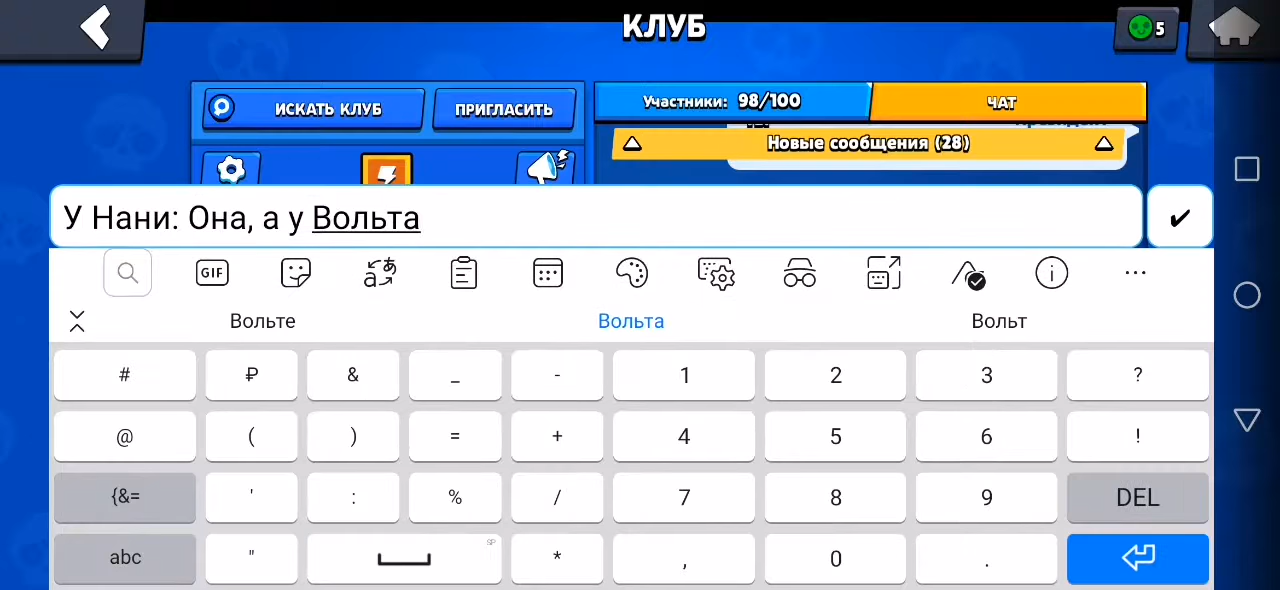 КЛУБ
5
ИСКАТЬ КЛУБ
ПРИГЛАСИТЬ
Участники: 98/100
ЧАТ
Новые сообщения (28)
У Нани: Она, а у Вольта
✔
GIF
Вольте
Вольта
Вольт
# ₽ & _ - 1 2 3 ?
@ ( ) = + 4 5 6 !
{&= ' : % / 7 8 9 DEL
abc " SP * , 0 .